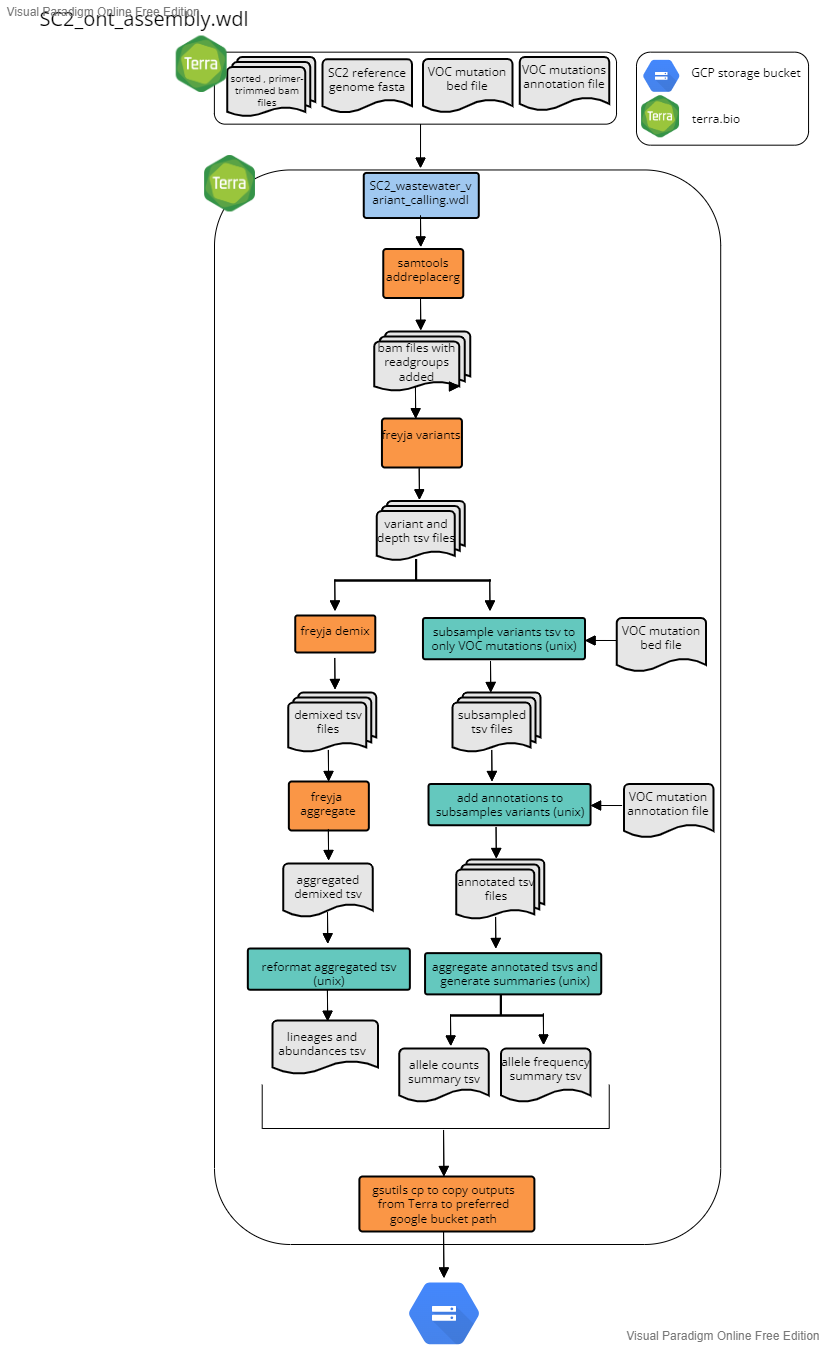 Visual Paradigm Online Free Edition
SC2_ont_assembly.wdl
Terra
sorted , primer-
trimmed bam
files
SC2 reference
genome fasta
VOC mutation
bed file
VOC mutations
annotation file
GCP storage bucket
Terra
terra.bio
Terra
SC2_wastewater_v
ariant_calling.wdl
samtools
addreplacerg
bam files with
readgroups
added
freyja variants
variant and
depth tsv files
freyja demix
subsample variants tsv to
only VOC mutations (unix)
VOC mutation
bed file
demixed tsv
files
subsampled
tsv files
freyja
aggregate
add annotations to
subsamples variants (unix)
VOC mutation
annotation file
aggregated
demixed tsv
annotated tsv
files
reformat aggregated tsv
(unix)
aggregate annotated tsvs and
generate summaries (unix)
lineages and
abundances tsv
allele counts
summary tsv
allele frequency
summary tsv
gsutils cp to copy outputs
from Terra to preferred
google bucket path
Visual Paradigm Online Free Edition